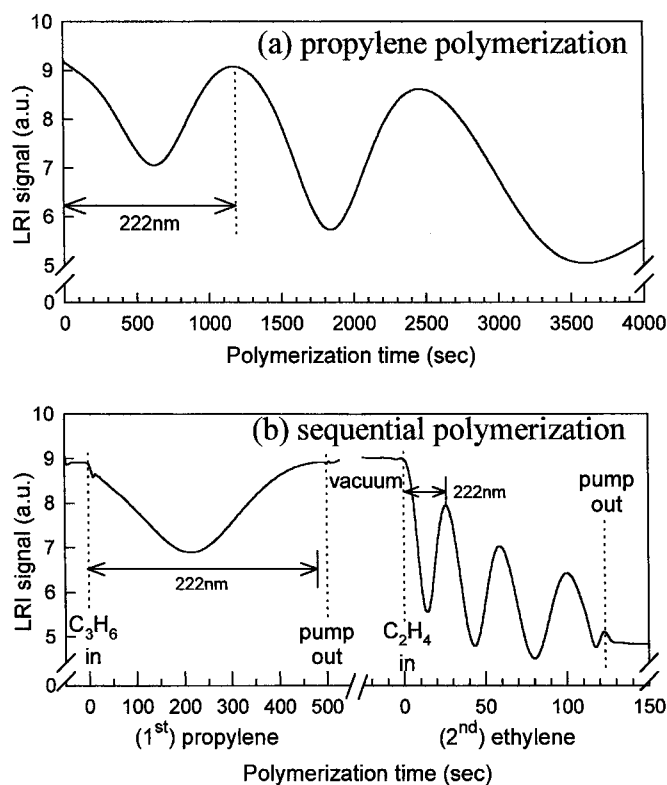 (a) propylene polymerization
LRI signal (a.u.)
10
9
8
7
6
5
0
222nm
0 500 1000 1500 2000 2500 3000 3500 4000
Polymerization time (sec)
(b) sequential polymerization
LRI signal (a.u.)
10
9
8
7
6
5
0
vacuum
222nm
pump
out
222nm
C₃H₆
in
pump
out
C₂H₄
in
0 100 200 300 400 500 0 50 100 150
(1ˢᵗ) propylene (2ⁿᵈ) ethylene
Polymerization time (sec)